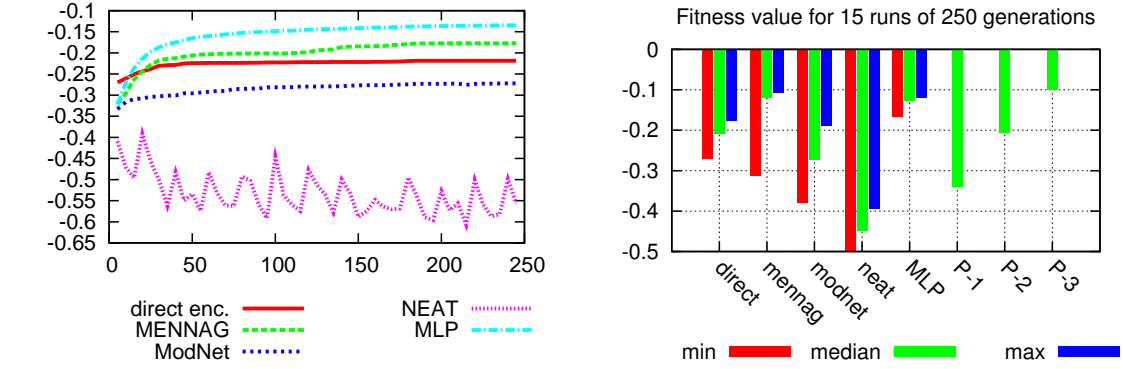 -0.1
-0.15
-0.2
-0.25
-0.3
-0.35
-0.4
-0.45
-0.5
-0.55
-0.6
-0.65
0 50 100 150 200 250
direct enc.
MENNAG
ModNet
NEAT
MLP
Fitness value for 15 runs of 250 generations
0
-0.1
-0.2
-0.3
-0.4
-0.5
direct mennag modnet neat MLP P-1 P-2 P-3
min median max